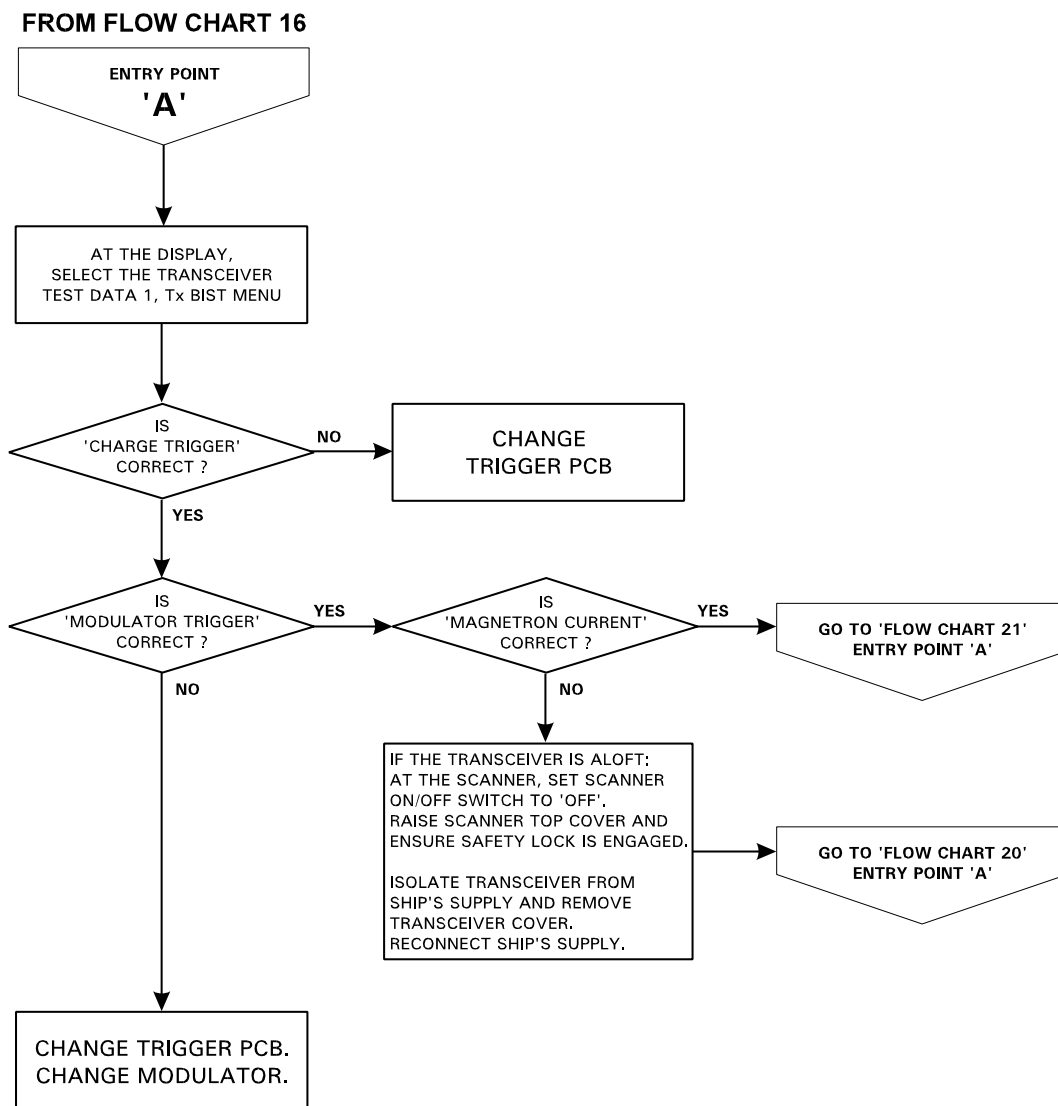 FROM FLOW CHART 16
ENTRY POINT
'A'
AT THE DISPLAY,
SELECT THE TRANSCEIVER
TEST DATA 1, Tx BIST MENU
IS
'CHARGE TRIGGER'
CORRECT ?
NO
CHANGE
TRIGGER PCB
YES
IS
'MODULATOR TRIGGER'
CORRECT ?
YES
IS
'MAGNETRON CURRENT'
CORRECT ?
YES
GO TO 'FLOW CHART 21'
ENTRY POINT 'A'
NO
NO
IF THE TRANSCEIVER IS ALOFT:
AT THE SCANNER, SET SCANNER
ON/OFF SWITCH TO 'OFF'.
RAISE SCANNER TOP COVER AND
ENSURE SAFETY LOCK IS ENGAGED.
ISOLATE TRANSCEIVER FROM
SHIP'S SUPPLY AND REMOVE
TRANSCEIVER COVER.
RECONNECT SHIP'S SUPPLY.
GO TO 'FLOW CHART 20'
ENTRY POINT 'A'
CHANGE TRIGGER PCB.
CHANGE MODULATOR.